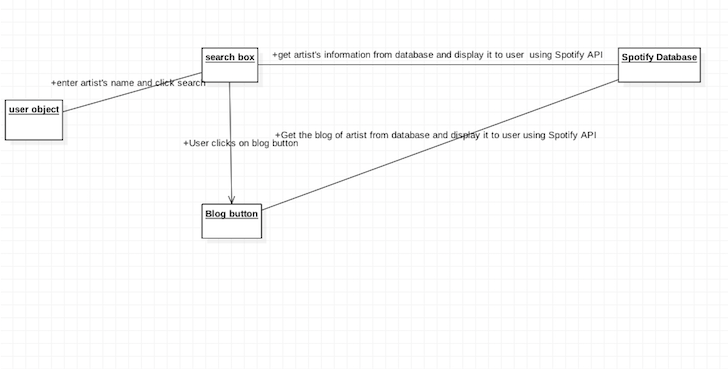 search box
+get artist's information from database and display it to user  using Spotify API
Spotify Database
+enter artist's name and click search
user object
+Get the blog of artist from database and display it to user using Spotify API
+User clicks on blog button
Blog button